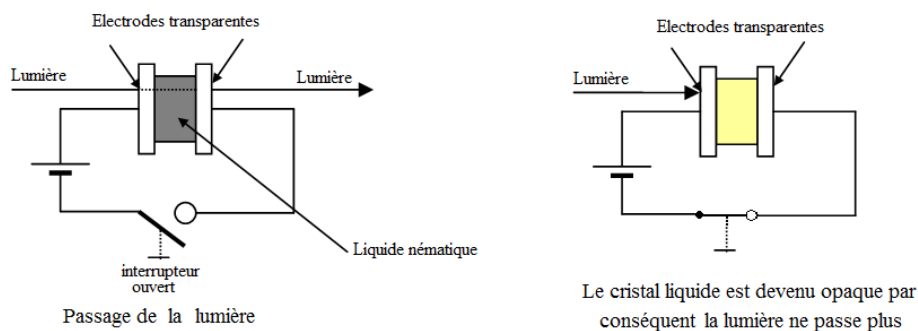 Electrodes transparentes
Lumière
Lumière
Liquide nématique
interrupteur
ouvert
Passage de la lumière
Electrodes transparentes
Lumière
Le cristal liquide est devenu opaque par
conséquent la lumière ne passe plus